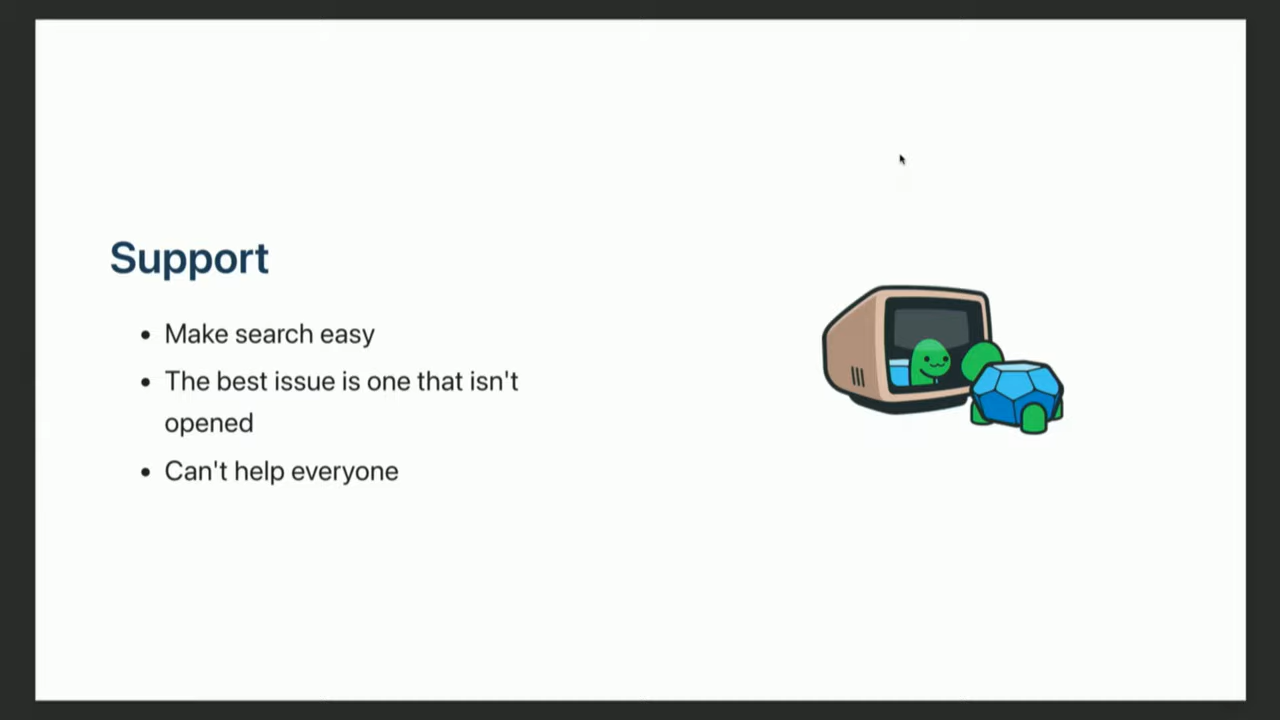 Support
• Make search easy
• The best issue is one that isn't
opened
• Can't help everyone